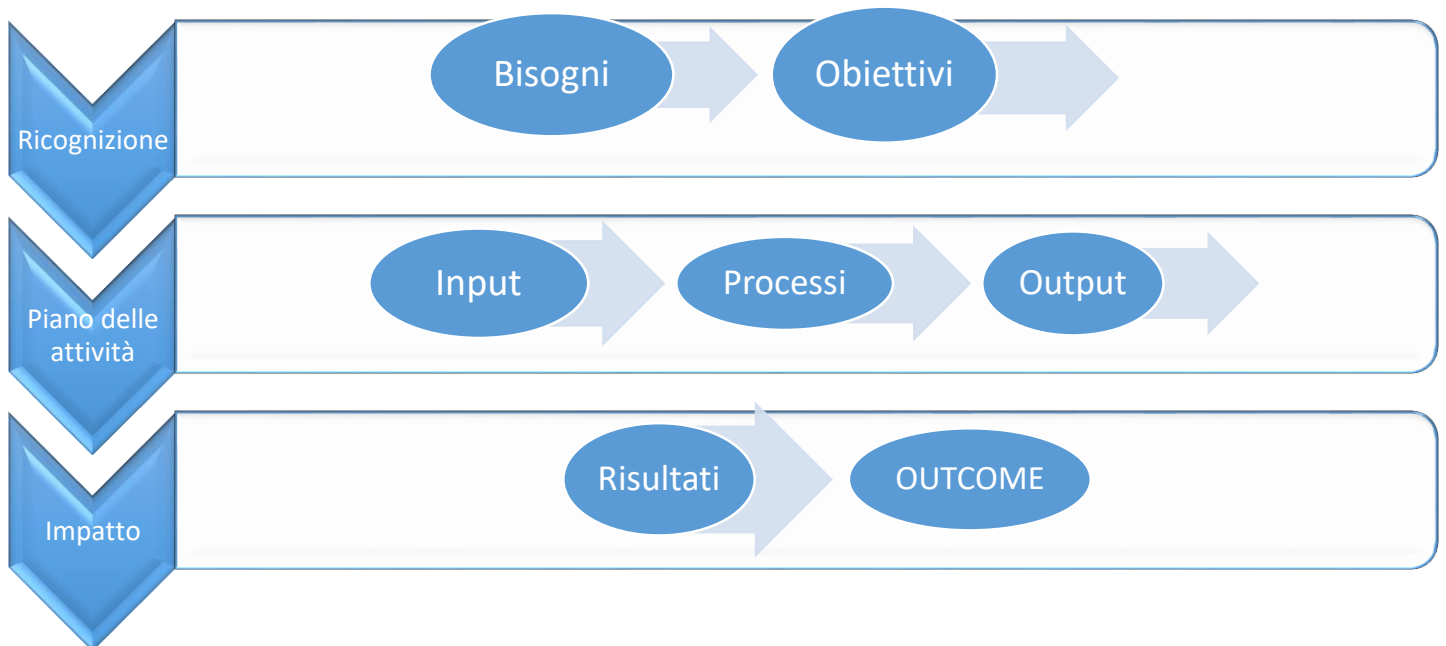 Ricognizione
Bisogni
Obiettivi
Piano delle
attività
Input
Processi
Output
Impatto
Risultati
OUTCOME